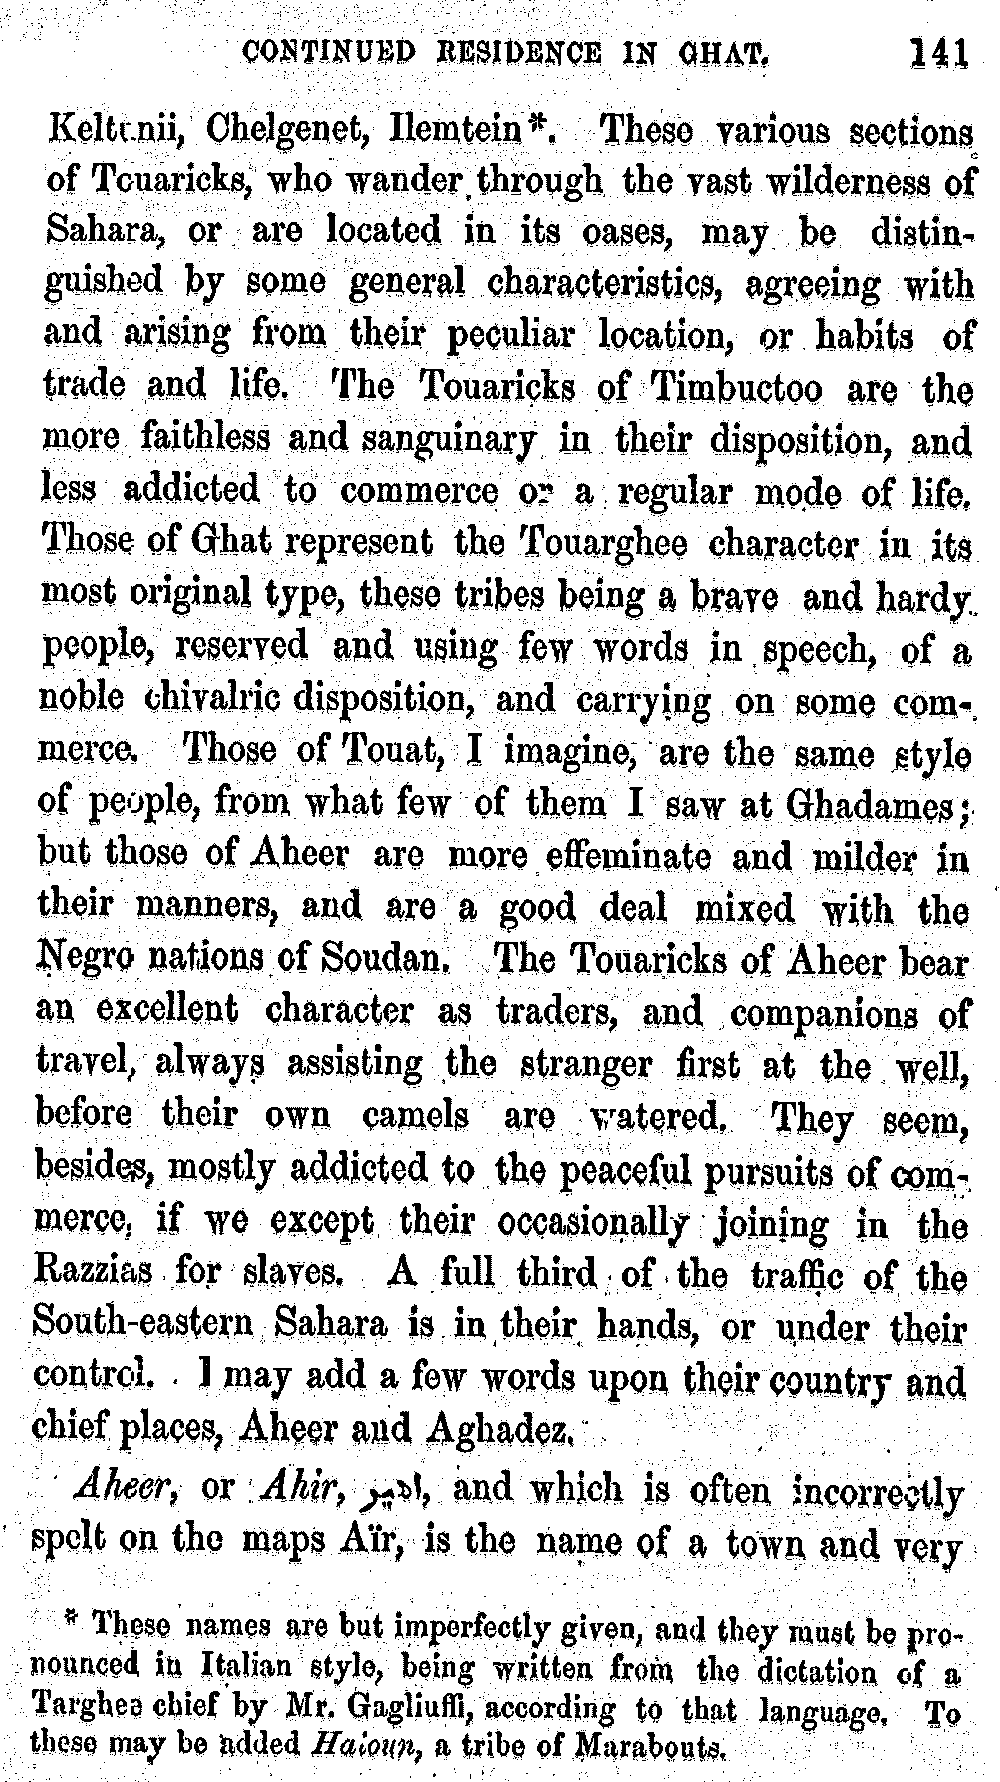 CONTINUED RESIDENCE IN GHAT. 141
Keltenii, Chelgenet, Ilemtein*. These various sections
of Touaricks, who wander through the vast wilderness of
Sahara, or are located in its oases, may be distin-
guished by some general characteristics, agreeing with
and arising from their peculiar location, or habits of
trade and life. The Touaricks of Timbuctoo are the
more faithless and sanguinary in their disposition, and
less addicted to commerce or a regular mode of life.
Those of Ghat represent the Touarghee character in its
most original type, these tribes being a brave and hardy
people, reserved and using few words in speech, of a
noble chivalric disposition, and carrying on some com-
merce. Those of Touat, I imagine, are the same style
of people, from what few of them I saw at Ghadames;
but those of Aheer are more effeminate and milder in
their manners, and are a good deal mixed with the
Negro nations of Soudan. The Touaricks of Aheer bear
an excellent character as traders, and companions of
travel, always assisting the stranger first at the well,
before their own camels are watered. They seem,
besides, mostly addicted to the peaceful pursuits of com-
merce, if we except their occasionally joining in the
Razzias for slaves. A full third of the traffic of the
South-eastern Sahara is in their hands, or under their
control. I may add a few words upon their country and
chief places, Aheer and Aghadez.
Aheer, or Ahir, اهير, and which is often incorrectly
spelt on the maps Aïr, is the name of a town and very
* These names are but imperfectly given, and they must be pro-
nounced in Italian style, being written from the dictation of a
Targhee chief by Mr. Gagliuffi, according to that language. To
these may be added Haioun, a tribe of Marabouts.